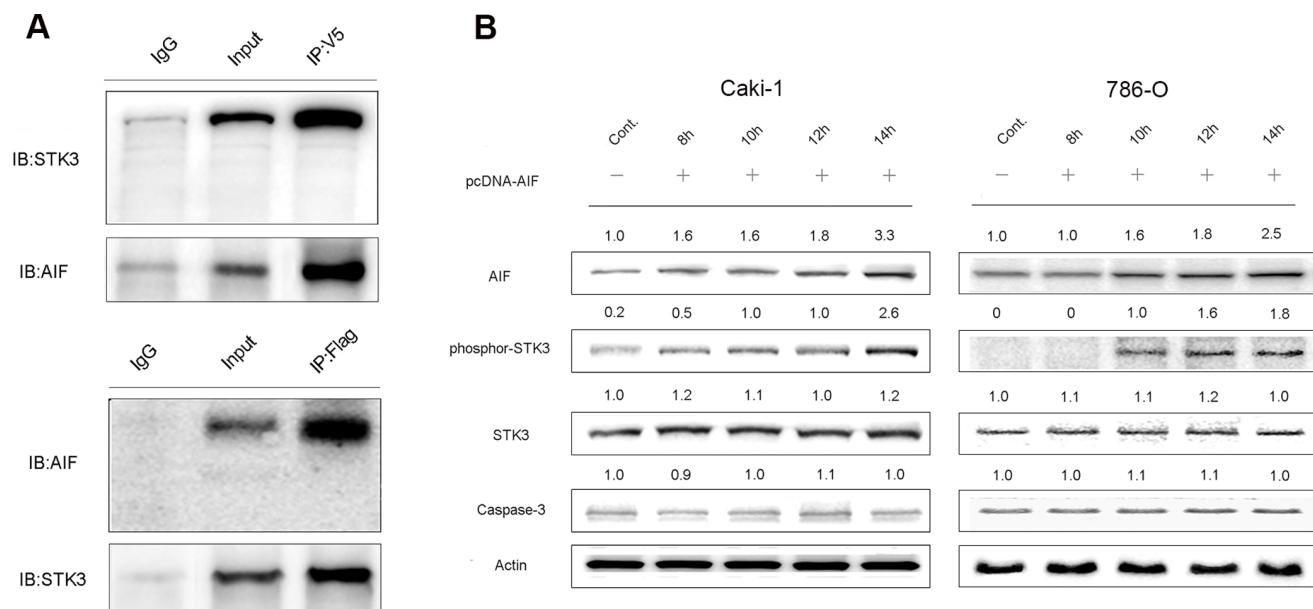 A
IgG Input IP:V5
IB:STK3
IB:AIF
IgG Input IP:Flag
IB:AIF
IB:STK3
B
Caki-1 786-O
Cont. 8h 10h 12h 14h Cont. 8h 10h 12h 14h
pcDNA-AIF − + + + + − + + + +
1.0 1.6 1.6 1.8 3.3 1.0 1.0 1.6 1.8 2.5
AIF
0.2 0.5 1.0 1.0 2.6 0 0 1.0 1.6 1.8
phosphor-STK3
1.0 1.2 1.1 1.0 1.2 1.0 1.1 1.1 1.2 1.0
STK3
1.0 0.9 1.0 1.1 1.0 1.0 1.0 1.1 1.1 1.0
Caspase-3
Actin